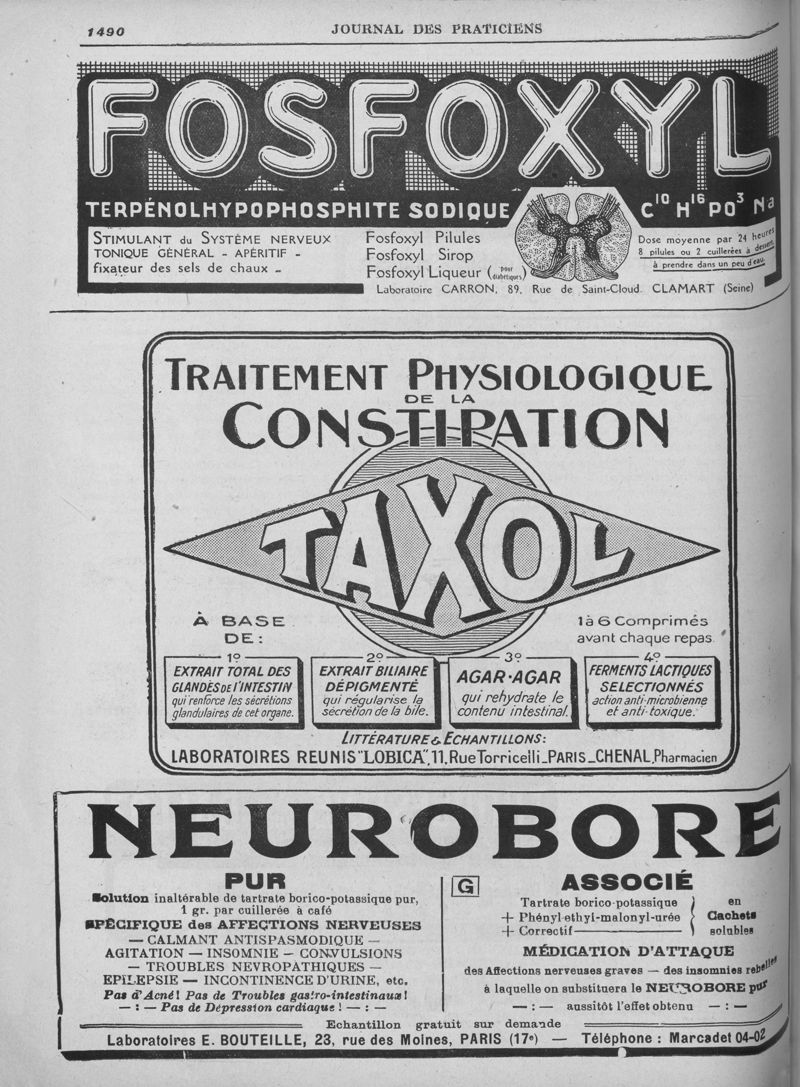 1490
JOURNAL DES PRATICIENS
FOSFOXYL
TERPÉNOLHYPOPHOSPHITE SODIQUE
C10 H16 PO3 Na
STIMULANT du SYSTÈME NERVEUX
TONIQUE GÉNÉRAL - APÉRITIF -
fixateur des sels de chaux -
Fosfoxyl Pilules
Fosfoxyl Sirop
Fosfoxyl Liqueur (pour diabétiques)
Dose moyenne par 24 heures
8 pilules ou 2 cuillerées à dessert,
à prendre dans un peu d'eau.
Laboratoire CARRON, 89, Rue de Saint-Cloud. CLAMART (Seine)
TRAITEMENT PHYSIOLOGIQUE
DE LA
CONSTIPATION
TAXOL
À BASE
DE :
1 à 6 Comprimés
avant chaque repas.
1º
EXTRAIT TOTAL DES
GLANDES DE l'INTESTIN
qui renforce les sécrétions
glandulaires de cet organe.
2º
EXTRAIT BILIAIRE
DÉPIGMENTÉ
qui régularise la
sécrétion de la bile.
3º
AGAR-AGAR
qui rehydrate le
contenu intestinal.
4º
FERMENTS LACTIQUES
SELECTIONNÉS
action anti-microbienne
et anti-toxique.
LITTÉRATURE & ECHANTILLONS:
LABORATOIRES REUNIS "LOBICA", 11, Rue Torricelli_PARIS_CHENAL, Pharmacien
NEUROBORE
PUR
Solution inaltérable de tartrate borico-potassique pur,
1 gr. par cuillerée à café
SPÉCIFIQUE des AFFECTIONS NERVEUSES
— CALMANT ANTISPASMODIQUE —
AGITATION — INSOMNIE — CONVULSIONS
— TROUBLES NEVROPATHIQUES —
EPILEPSIE — INCONTINENCE D'URINE, etc.
Pas d'Acné! Pas de Troubles gastro-intestinaux!
— : — Pas de Dépression cardiaque ! — : —
G
ASSOCIÉ
Tartrate borico-potassique
+ Phényl-ethyl-malonyl-urée
+ Correctif
en
Cachets
solubles
MÉDICATION D'ATTAQUE
des Affections nerveuses graves — des insomnies rebelles
à laquelle on substituera le NEUROBORE pur
— : — aussitôt l'effet obtenu — : —
Echantillon gratuit sur demande
Laboratoires E. BOUTEILLE, 23, rue des Moines, PARIS (17e) — Téléphone : Marcadet 04-02